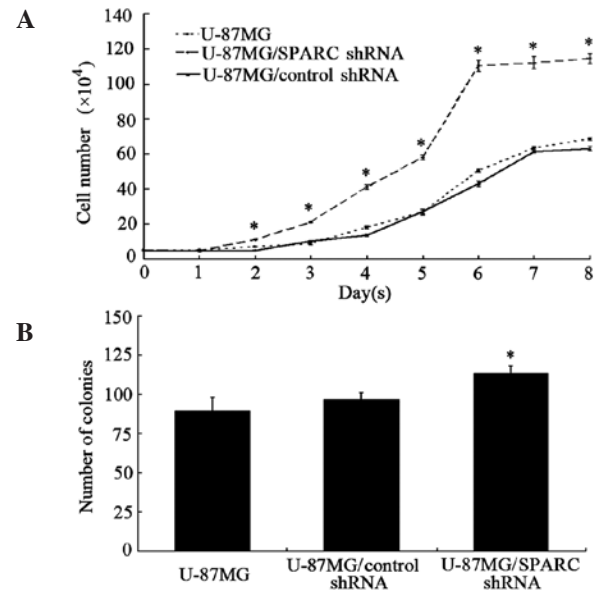 A
U-87MG
U-87MG/SPARC shRNA
U-87MG/control shRNA
Cell number (×10⁴)
140
120
100
80
60
40
20
0
* * * * * * *
0 1 2 3 4 5 6 7 8
Day(s)
B
Number of colonies
150
125
100
75
50
25
0
*
U-87MG
U-87MG/control
shRNA
U-87MG/SPARC
shRNA